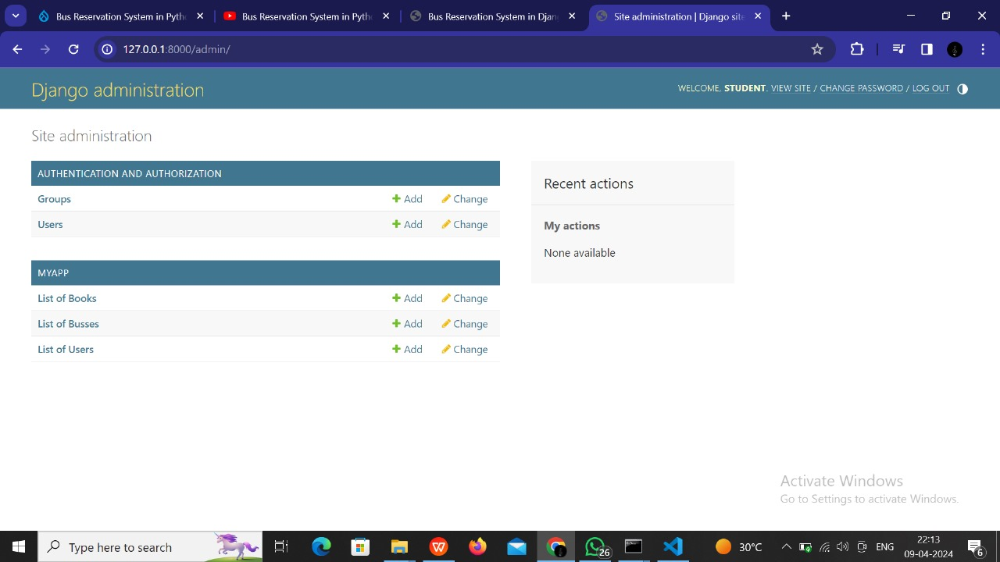 Bus Reservation System in Pytho
Bus Reservation System in Pytho
Bus Reservation System in Djan
Site administration | Django site
127.0.0.1:8000/admin/
Django administration
WELCOME, STUDENT. VIEW SITE / CHANGE PASSWORD / LOG OUT
Site administration
AUTHENTICATION AND AUTHORIZATION
Groups Add Change
Users Add Change
MYAPP
List of Books Add Change
List of Busses Add Change
List of Users Add Change
Recent actions
My actions
None available
Activate Windows
Go to Settings to activate Windows.
Type here to search
26
30°C
ENG
22:13
09-04-2024
6